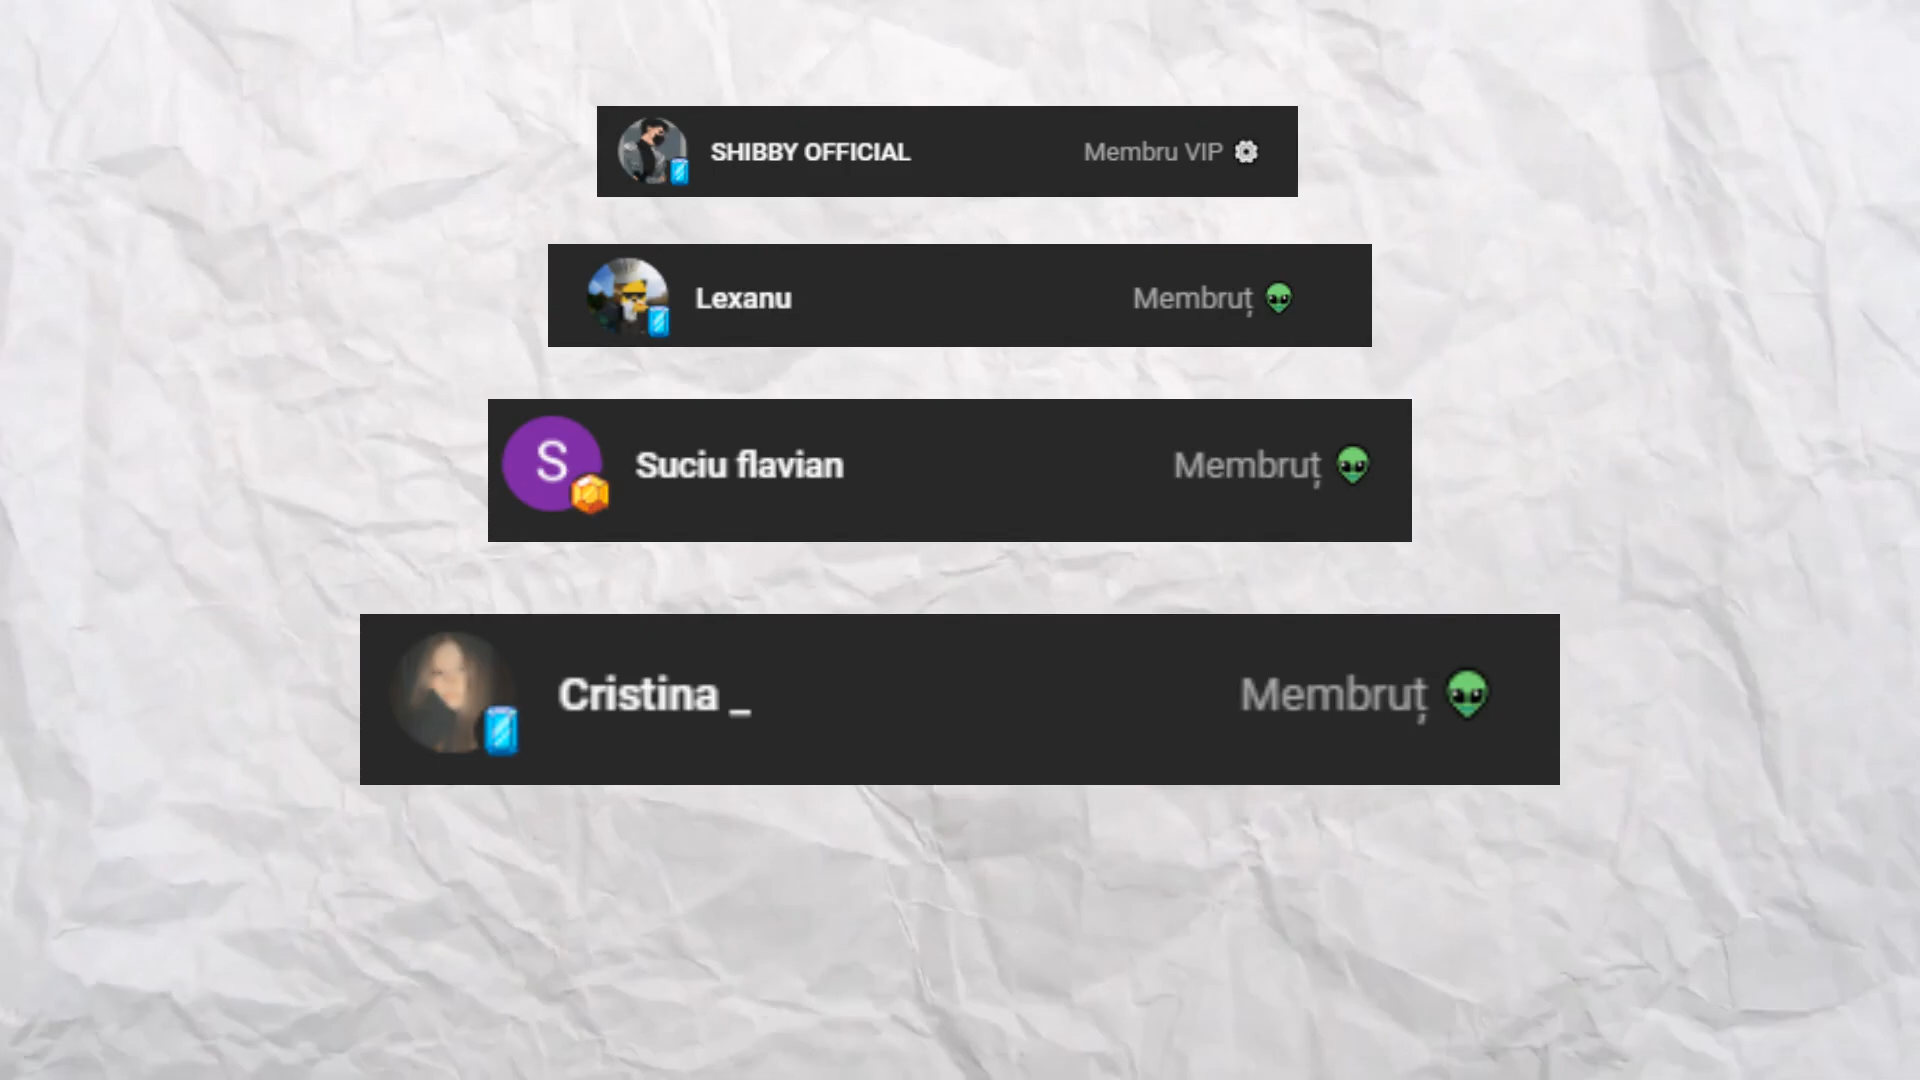 SHIBBY OFFICIAL Membru VIP
Lexanu Membruț
S Suciu flavian Membruț
Cristina _ Membruț